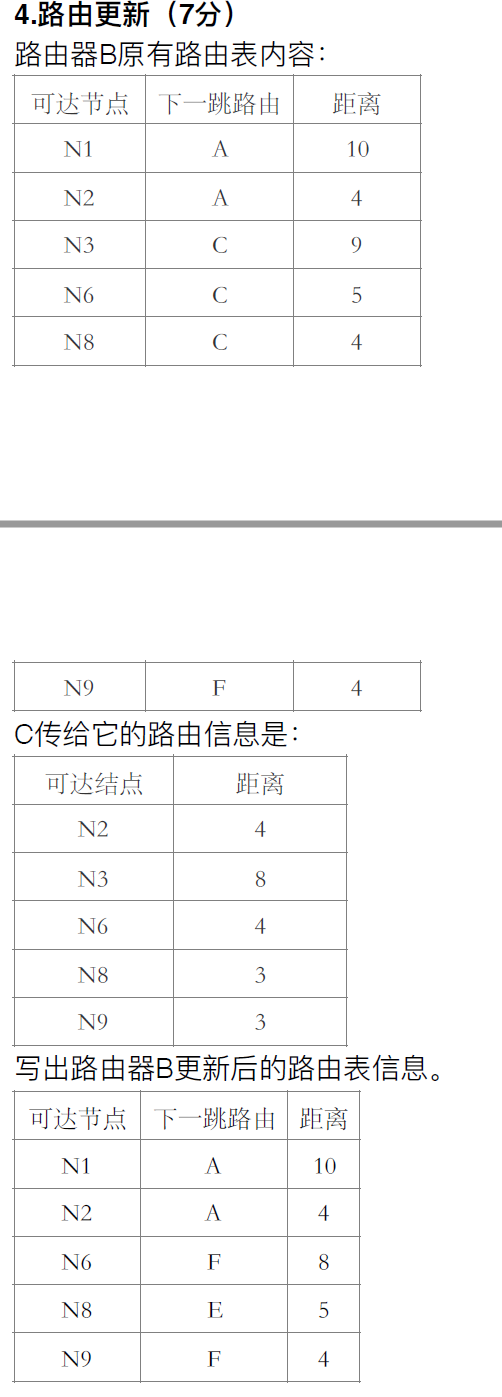 4.路由更新（7分）
路由器B原有路由表内容：
可达节点 下一跳路由 距离
N1 A 10
N2 A 4
N3 C 9
N6 C 5
N8 C 4
N9 F 4
C传给它的路由信息是：
可达结点 距离
N2 4
N3 8
N6 4
N8 3
N9 3
写出路由器B更新后的路由表信息。
可达节点 下一跳路由 距离
N1 A 10
N2 A 4
N6 F 8
N8 E 5
N9 F 4